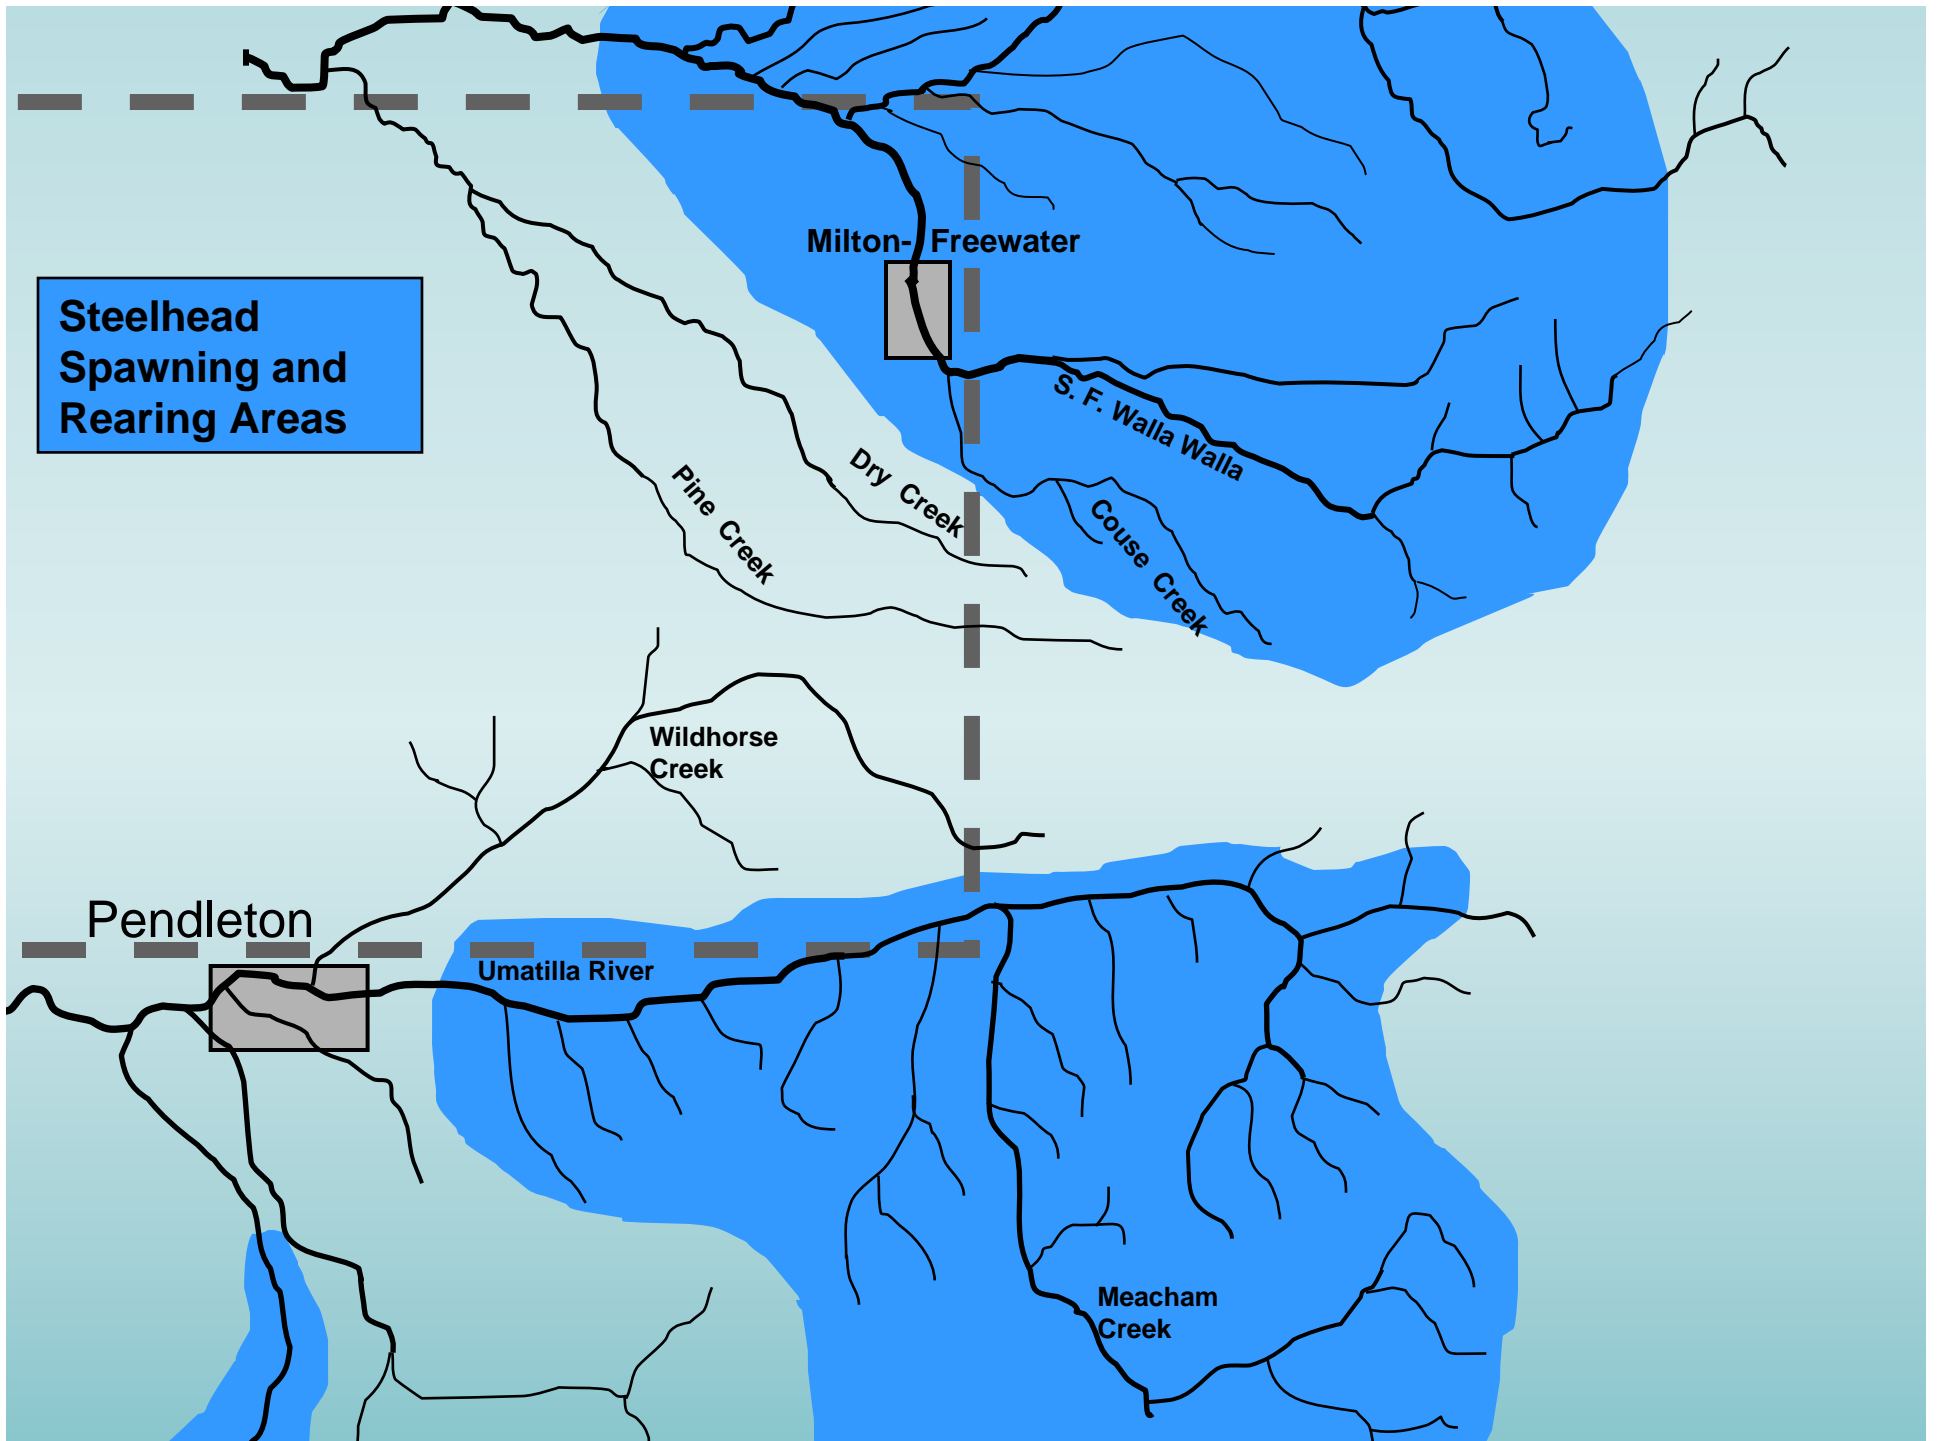 Milton- Freewater
Steelhead
Spawning and
Rearing Areas
S. F. Walla Walla
Dry Creek
Pine Creek
Couse Creek
Wildhorse
Creek
Pendleton
Umatilla River
Meacham
Creek